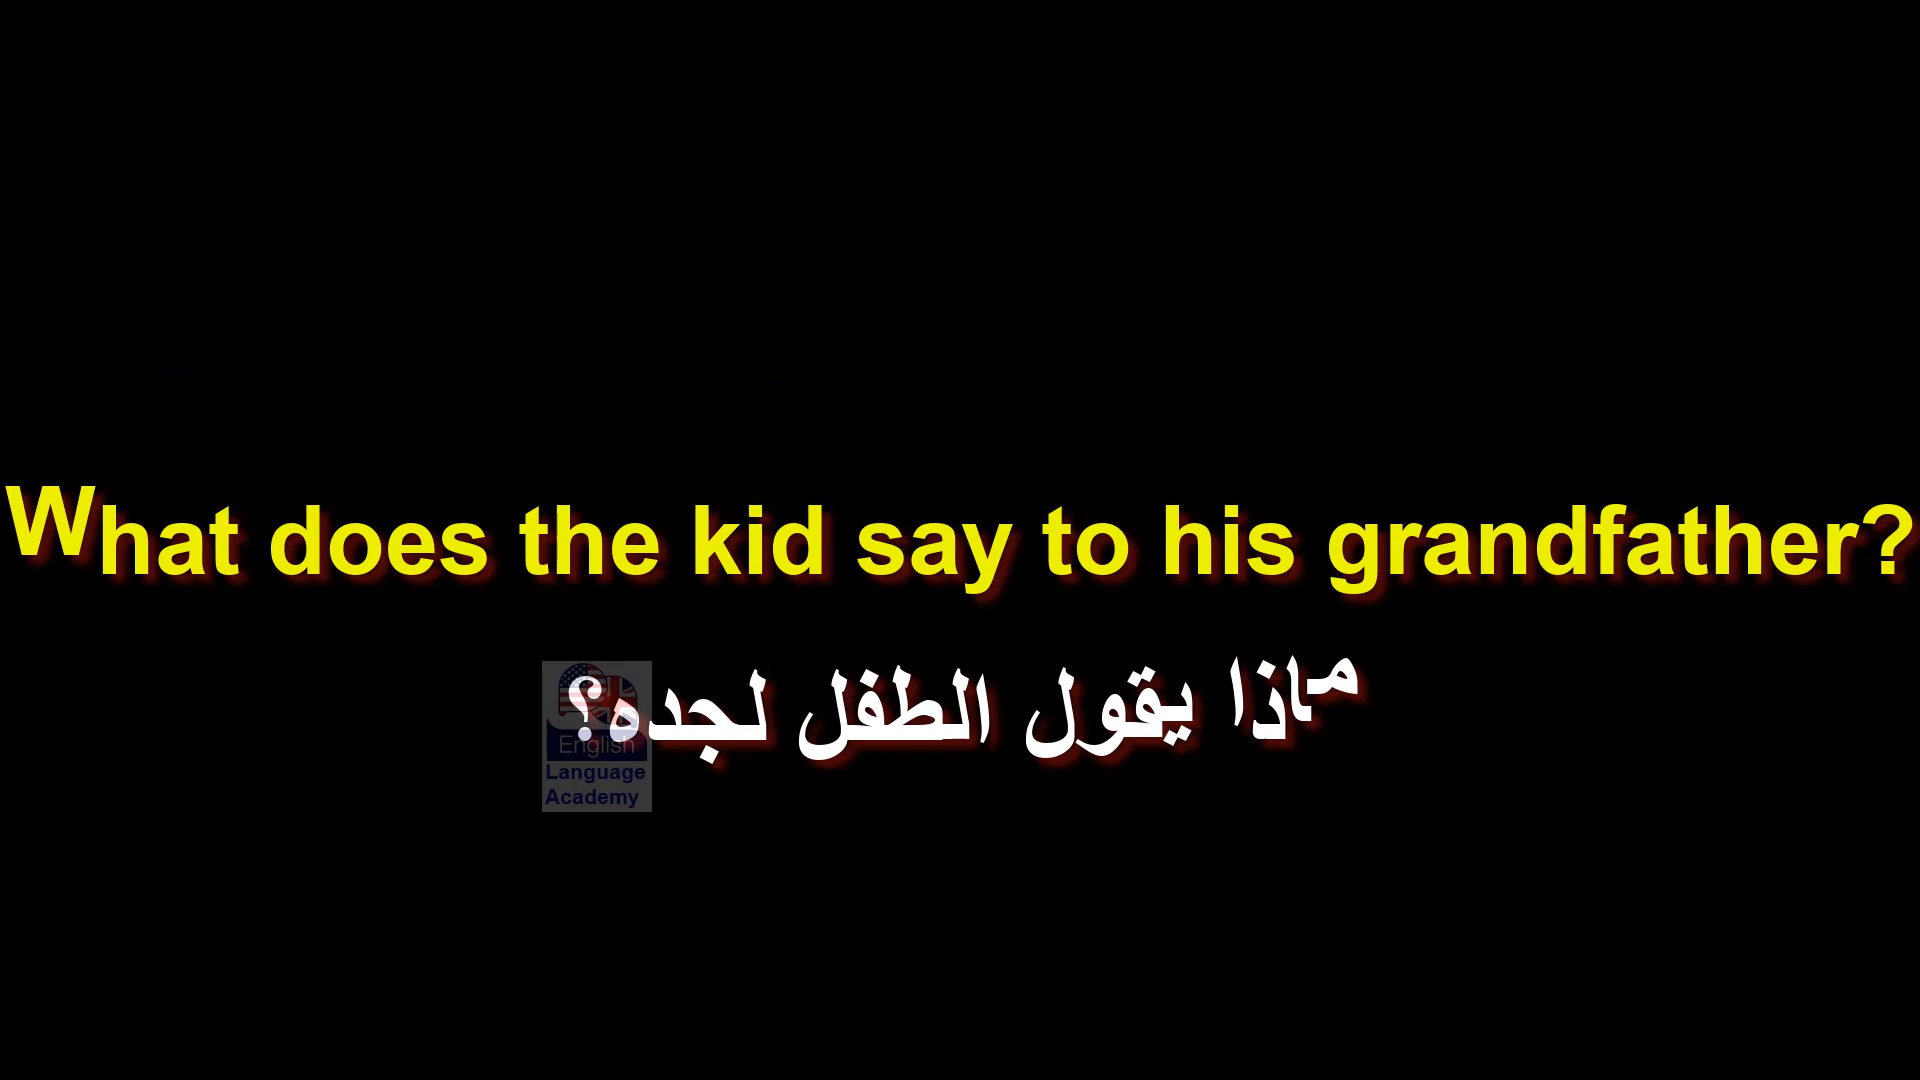 What does the kid say to his grandfather?
ماذا يقول الطفل لجده؟
English
Language
Academy